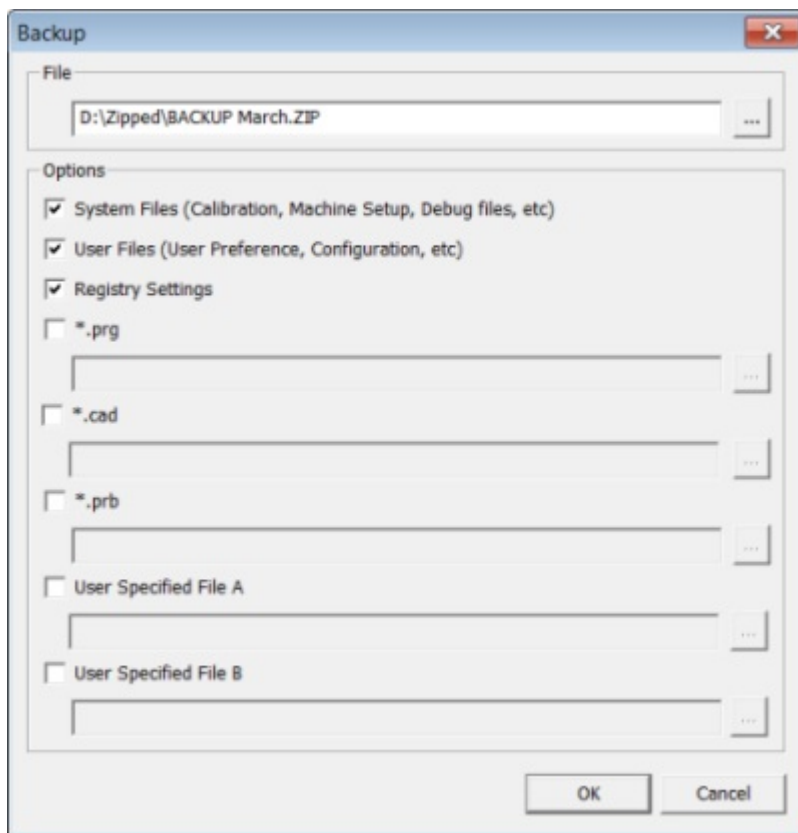 Backup
File
D:\Zipped\BACKUP March.ZIP
...
Options
System Files (Calibration, Machine Setup, Debug files, etc)
User Files (User Preference, Configuration, etc)
Registry Settings
*.prg
...
*.cad
...
*.prb
...
User Specified File A
...
User Specified File B
...
OK Cancel